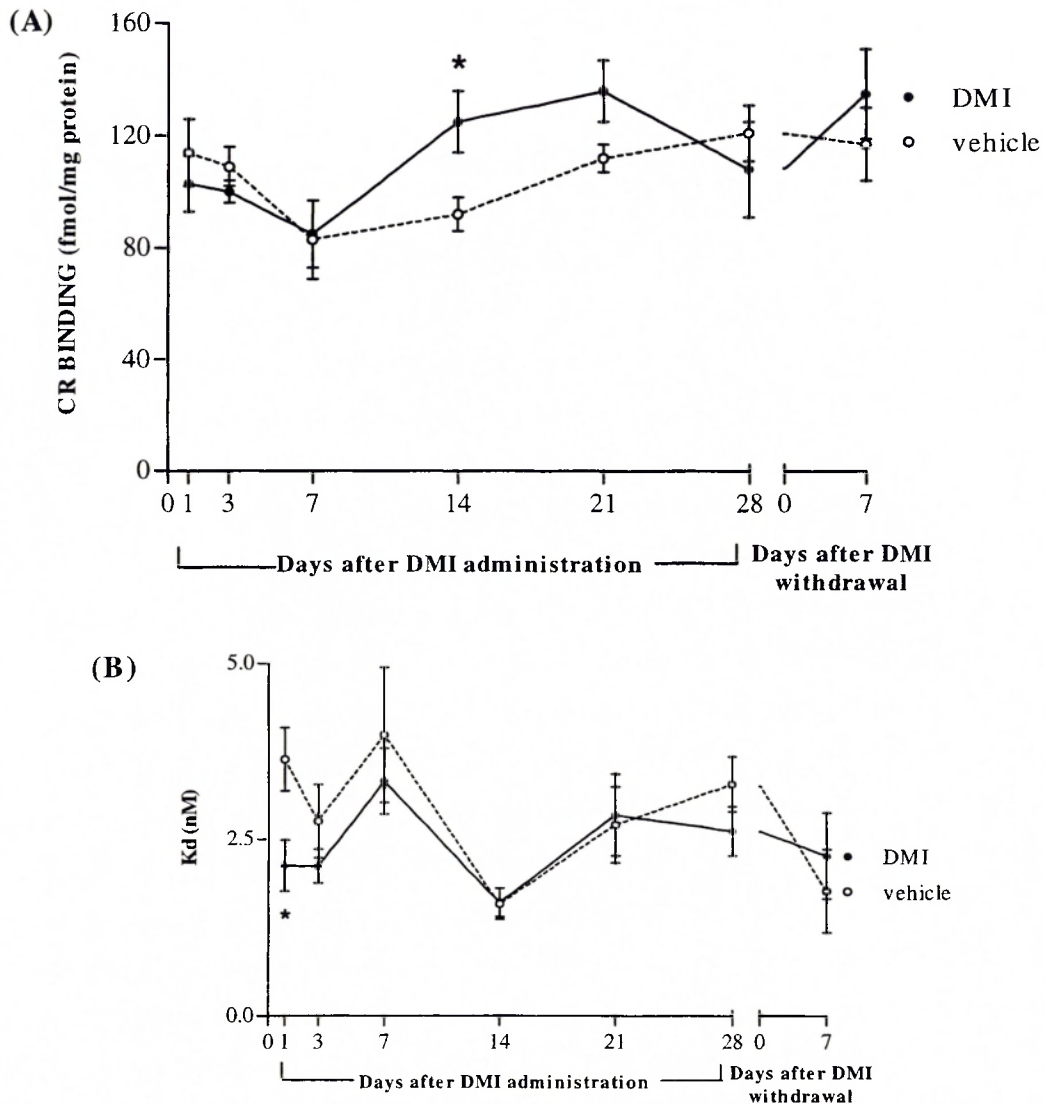 (A)
CR BINDING (fmol/mg protein)
160
120
80
40
0
*
DMI
vehicle
0 1 3 7 14 21 28 0 7
Days after DMI administration
Days after DMI
withdrawal
(B)
Kd (nM)
5.0
2.5
0.0
*
DMI
vehicle
0 1 3 7 14 21 28 0 7
Days after DMI administration
Days after DMI
withdrawal